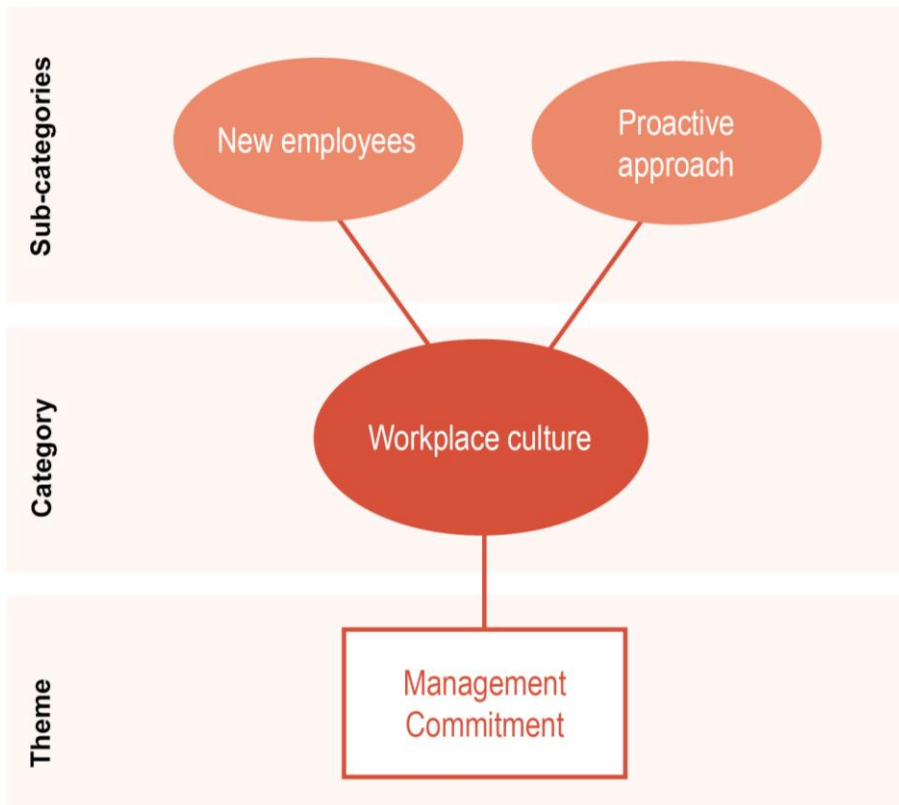 Sub-categories
New employees
Proactive
approach
Category
Workplace culture
Theme
Management
Commitment